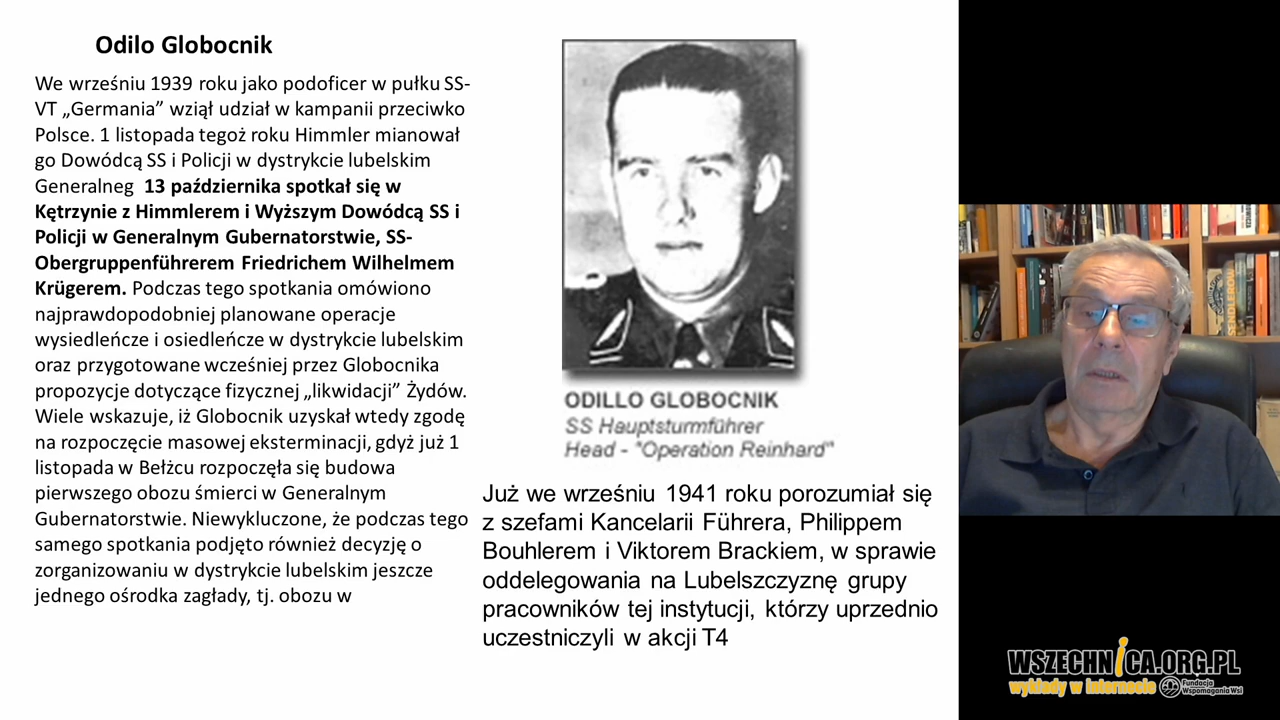 Odilo Globocnik
We wrześniu 1939 roku jako podoficer w pułku SS-
VT „Germania” wziął udział w kampanii przeciwko
Polsce. 1 listopada tegoż roku Himmler mianował
go Dowódcą SS i Policji w dystrykcie lubelskim
Generalneg 13 października spotkał się w
Kętrzynie z Himmlerem i Wyższym Dowódcą SS i
Policji w Generalnym Gubernatorstwie, SS-
Obergruppenführerem Friedrichem Wilhelmem
Krügerem. Podczas tego spotkania omówiono
najprawdopodobniej planowane operacje
wysiedleńcze i osiedleńcze w dystrykcie lubelskim
oraz przygotowane wcześniej przez Globocnika
propozycje dotyczące fizycznej „likwidacji” Żydów.
Wiele wskazuje, iż Globocnik uzyskał wtedy zgodę
na rozpoczęcie masowej eksterminacji, gdyż już 1
listopada w Bełżcu rozpoczęła się budowa
pierwszego obozu śmierci w Generalnym
Gubernatorstwie. Niewykluczone, że podczas tego
samego spotkania podjęto również decyzję o
zorganizowaniu w dystrykcie lubelskim jeszcze
jednego ośrodka zagłady, tj. obozu w
ODILLO GLOBOCNIK
SS Hauptsturmführer
Head - "Operation Reinhard"
Już we wrześniu 1941 roku porozumiał się
z szefami Kancelarii Führera, Philippem
Bouhlerem i Viktorem Brackiem, w sprawie
oddelegowania na Lubelszczyznę grupy
pracowników tej instytucji, którzy uprzednio
uczestniczyli w akcji T4
WSZECHNICA.ORG.PL
wykłady w internecie
Fundacja
Wspomagania Wsi